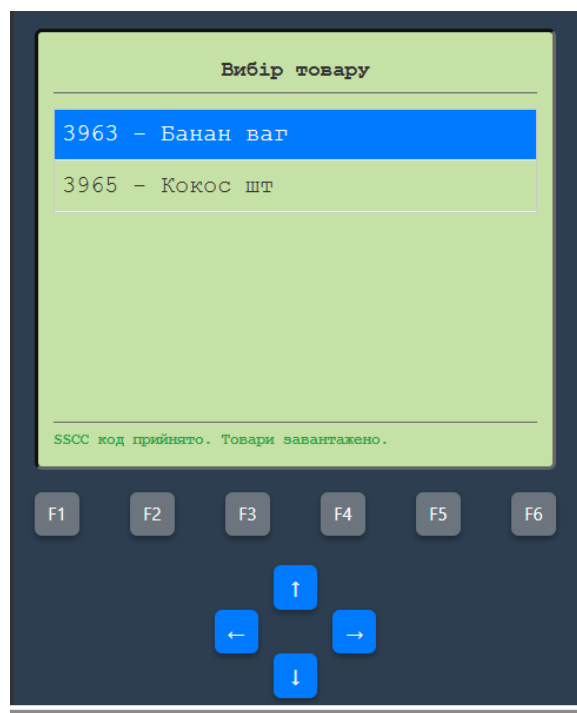 Вибір товару
3963 – Банан ваг
3965 – Кокос шт
SSCC код прийнято. Товари завантажено.
F1 F2 F3 F4 F5 F6
↑
← →
↓